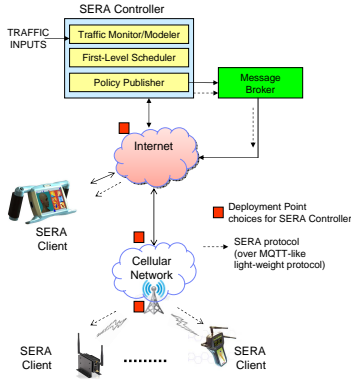 SERA Controller
TRAFFIC
INPUTS
Traffic Monitor/Modeler
First-Level Scheduler
Policy Publisher
Message
Broker
Internet
SERA
Client
Deployment Point
choices for SERA Controller
SERA protocol
(over MQTT-like
light-weight protocol)
Cellular
Network
SERA
Client
.........
SERA
Client